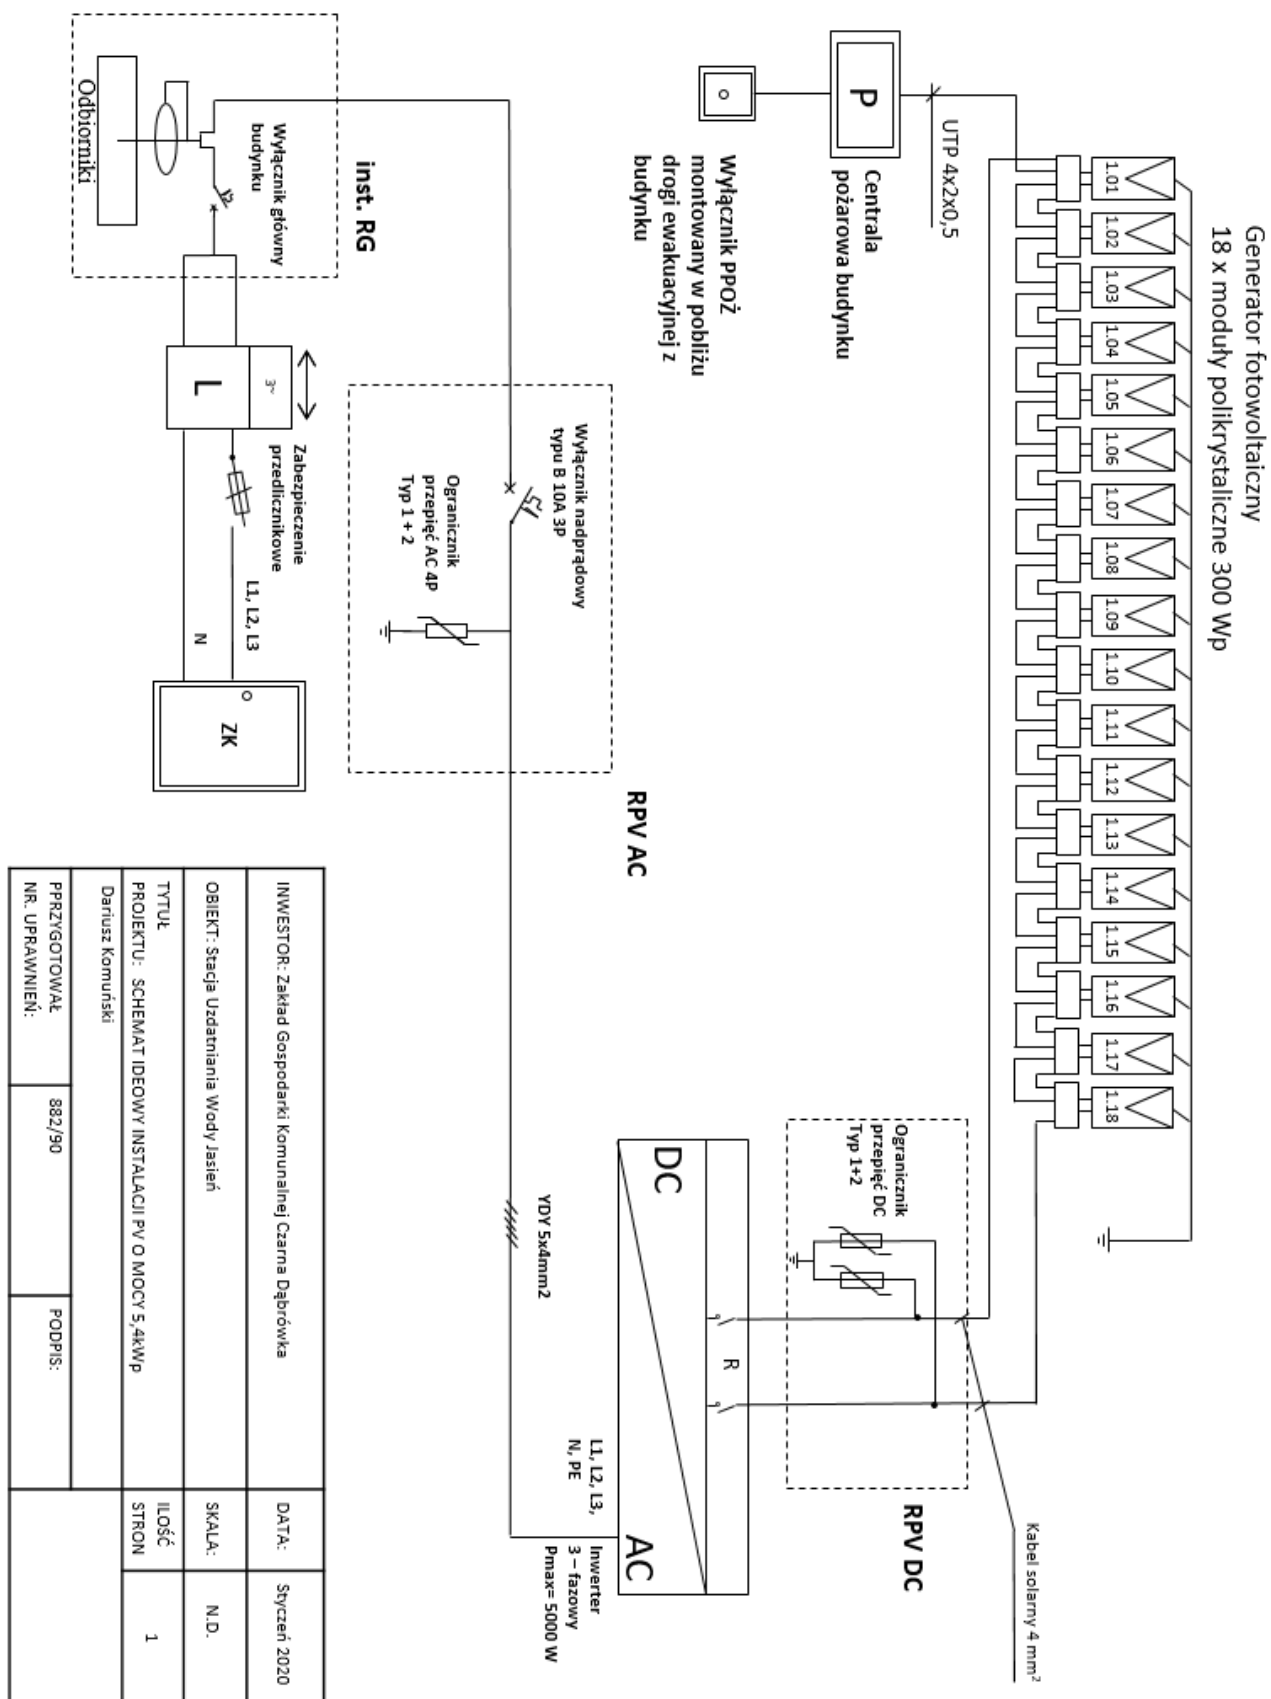 Generator fotowoltaiczny
18 x moduły polikrystaliczne 300 Wp
1.01
1.02
1.03
1.04
1.05
1.06
1.07
1.08
1.09
1.10
1.11
1.12
1.13
1.14
1.15
1.16
1.17
1.18
UTP 4x2x0,5
P
Centrala
pożarowa budynku
Wyłącznik PPOŻ
montowany w pobliżu
drogi ewakuacyjnej z
budynku
Kabel solarny 4 mm²
RPV DC
Ogranicznik
przepięć DC
Typ 1+2
R
DC
AC
L1, L2, L3,
N, PE
Inwerter
3 – fazowy
Pmax= 5000 W
YDY 5x4mm2
RPV AC
Wyłącznik nadprądowy
typu B 10A 3P
Ogranicznik
przepięć AC 4P
Typ 1 + 2
inst. RG
Wyłącznik główny
budynku
Odbiorniki
3~
L
Zabezpieczenie
przedlicznikowe
L1, L2, L3
N
ZK
INWESTOR: Zakład Gospodarki Komunalnej Czarna Dąbrówka
DATA:
Styczeń 2020
OBIEKT: Stacja Uzdatniania Wody Jasień
SKALA:
N.D.
TYTUŁ
PROJEKTU: SCHEMAT IDEOWY INSTALACJI PV O MOCY 5,4kWp
ILOŚĆ
STRON
1
Dariusz Komuński
PPRZYGOTOWAŁ
NR. UPRAWNIEŃ:
882/90
PODPIS: